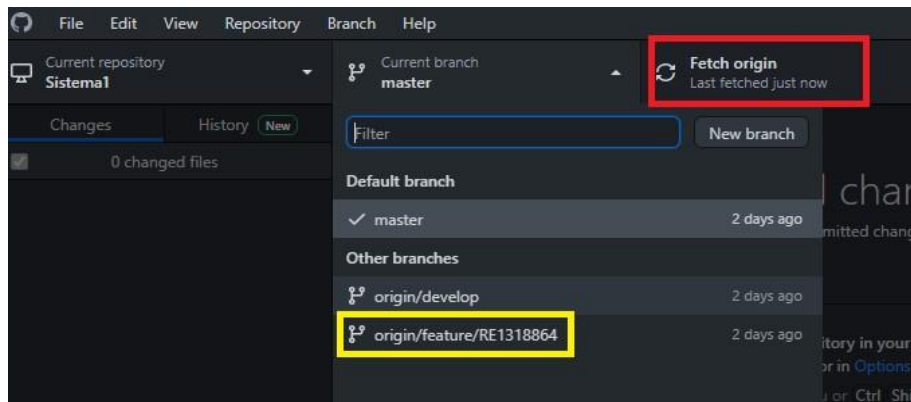 File Edit View Repository Branch Help
Current repository
Sistema1
Current branch
master
Fetch origin
Last fetched just now
Changes
History New
0 changed files
Filter
New branch
Default branch
master 2 days ago
Other branches
origin/develop 2 days ago
origin/feature/RE1318864 2 days ago
char
mitted chang
itory in your
or in Options
or Ctrl Sh